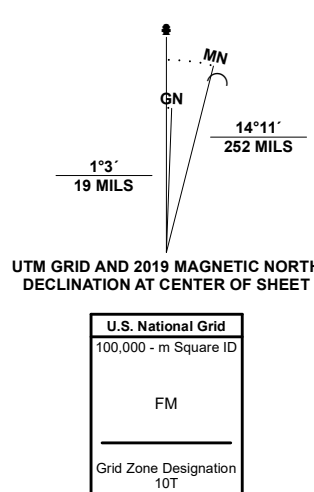 MN
GN
14°11´
252 MILS
1°3´
19 MILS
UTM GRID AND 2019 MAGNETIC NORTH
DECLINATION AT CENTER OF SHEET
U.S. National Grid
100,000 - m Square ID
FM
Grid Zone Designation
10T